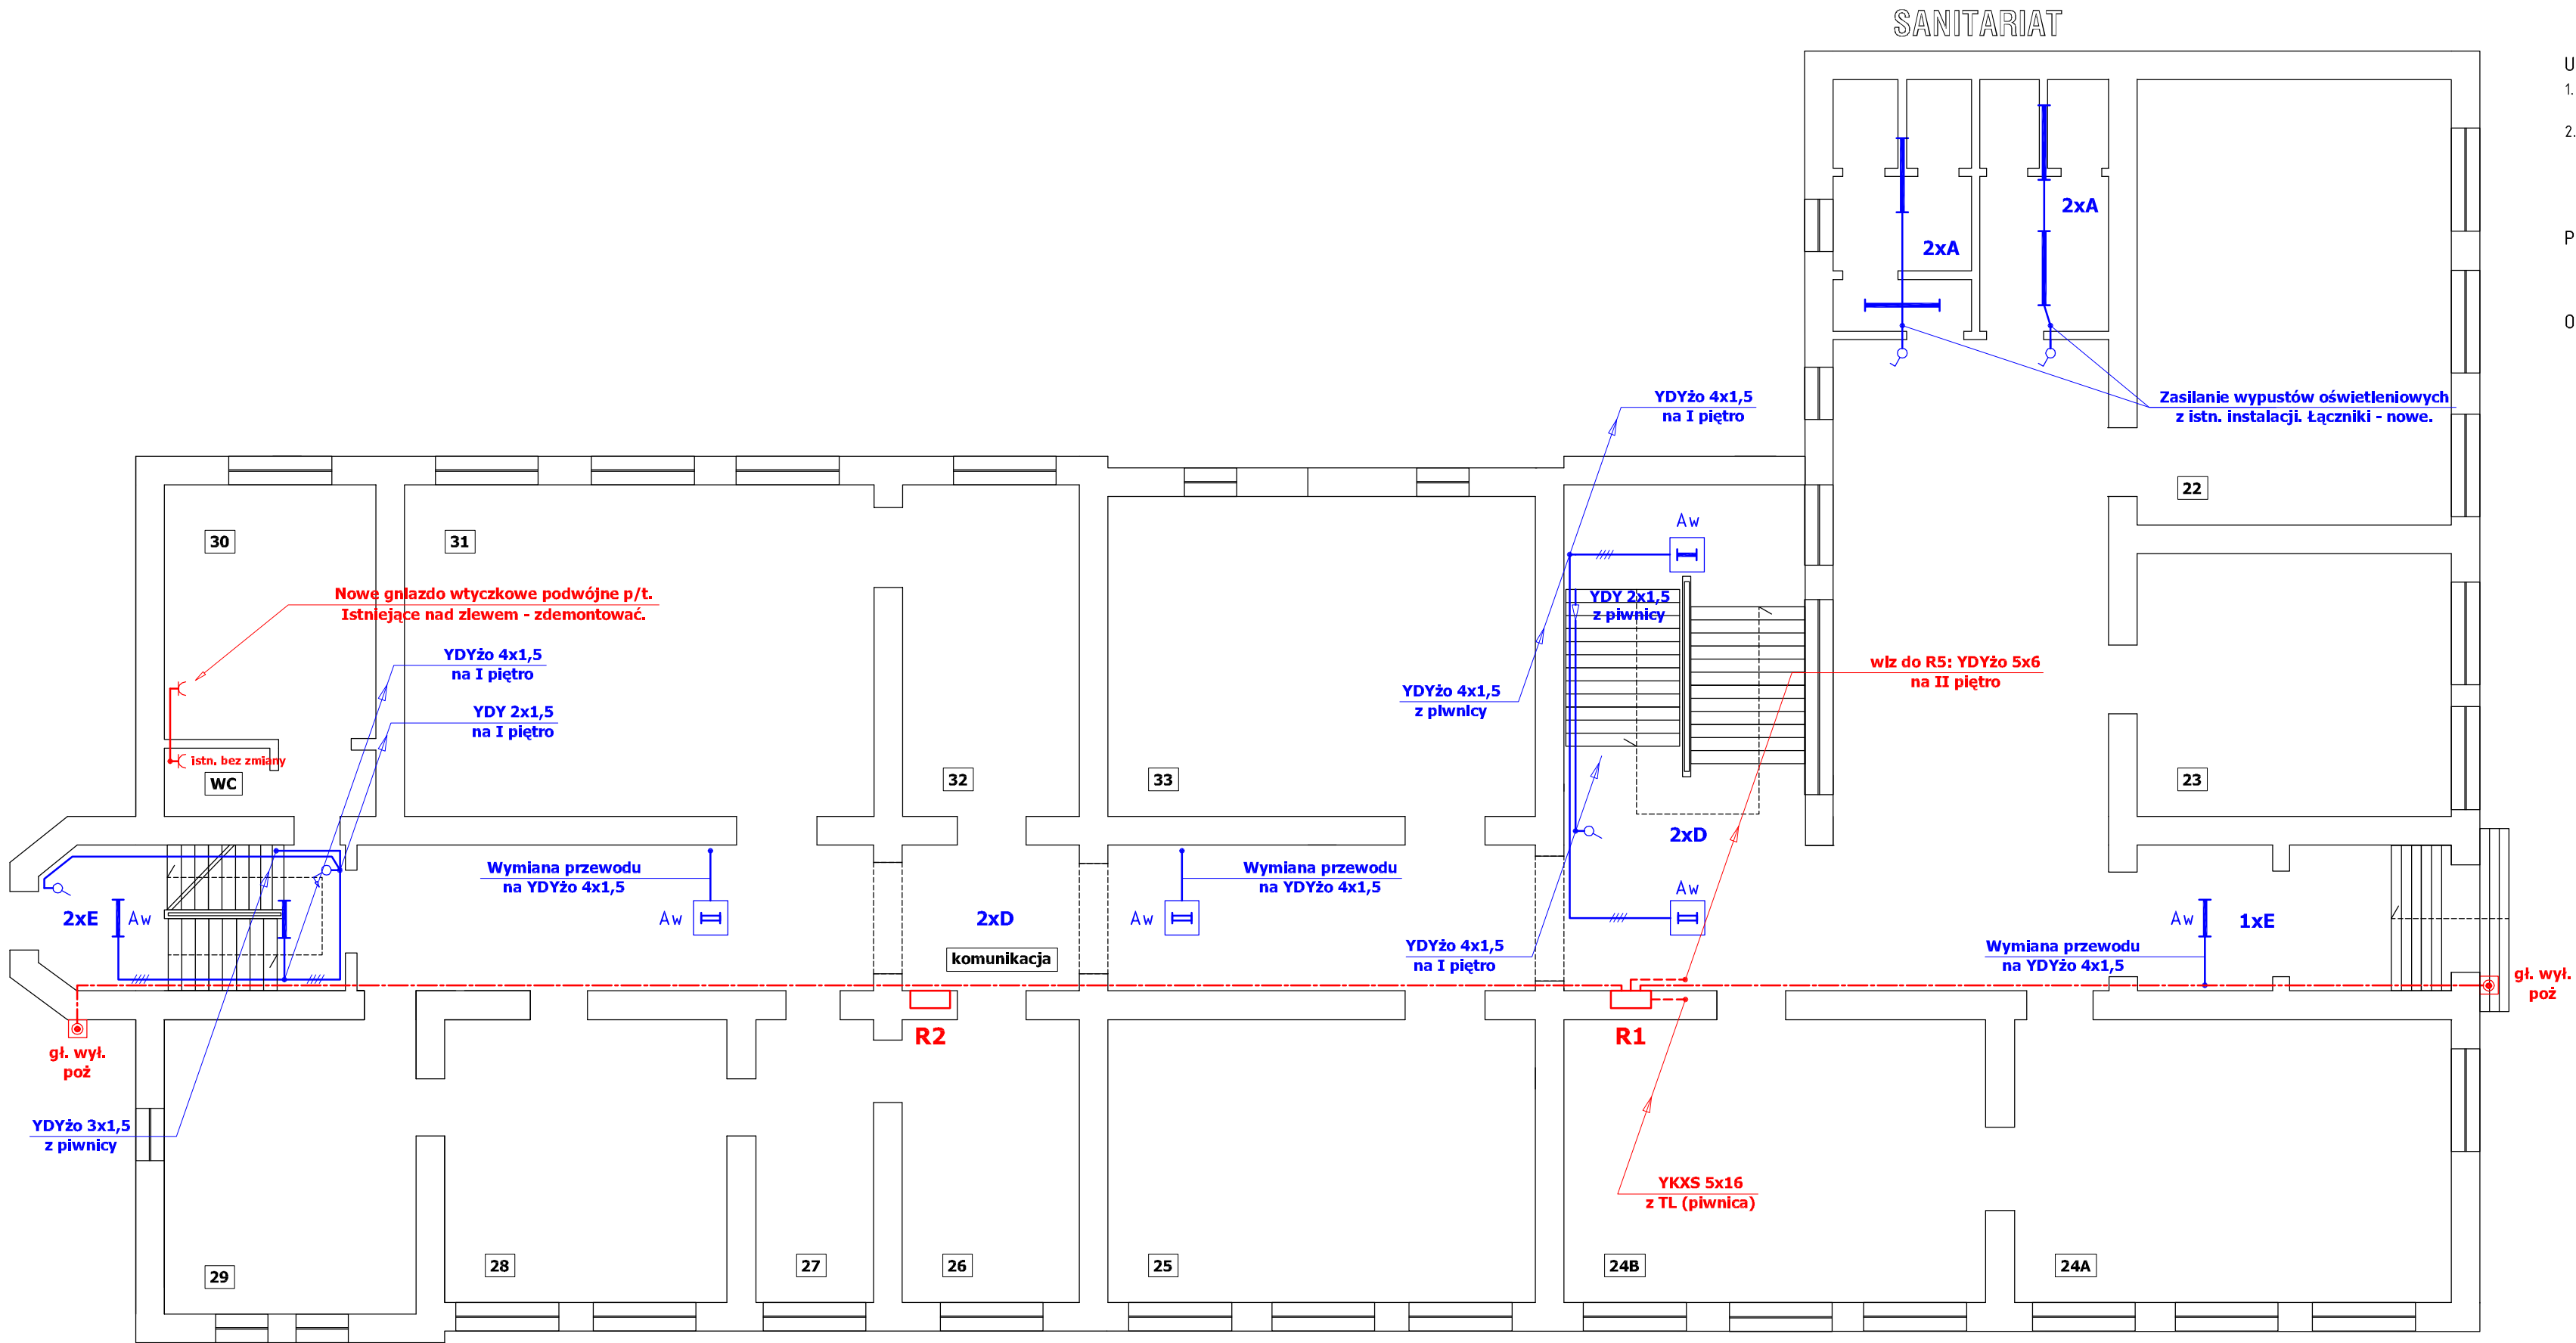 SANITARIAT
U
1.
2.
P
O
2xA
2xA
YDYżo 4x1,5
na I piętro
Zasilanie wypustów oświetleniowych
z istn. instalacji. Łączniki - nowe.
22
30
31
Aw
Nowe gniazdo wtyczkowe podwójne p/t.
Istniejące nad zlewem - zdemontować.
YDY 2x1,5
z piwnicy
YDYżo 4x1,5
na I piętro
wlz do R5: YDYżo 5x6
na II piętro
YDYżo 4x1,5
z piwnicy
YDY 2x1,5
na I piętro
istn. bez zmiany
WC
32
33
23
2xD
Wymiana przewodu
na YDYżo 4x1,5
Wymiana przewodu
na YDYżo 4x1,5
Aw
2xE
Aw
Aw
2xD
Aw
Aw
1xE
komunikacja
YDYżo 4x1,5
na I piętro
Wymiana przewodu
na YDYżo 4x1,5
gł. wył.
poż
R2
R1
gł. wył.
poż
YDYżo 3x1,5
z piwnicy
YKXS 5x16
z TL (piwnica)
29
28
27
26
25
24B
24A